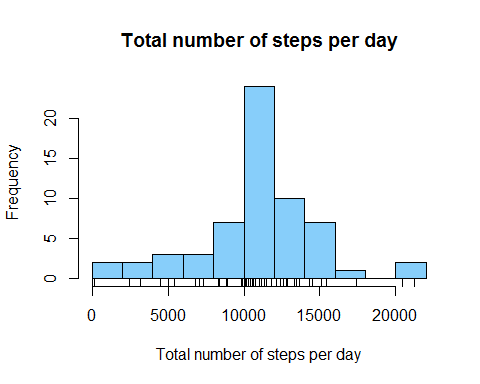 Total number of steps per day
Frequency
20
15
10
5
0
0 5000 10000 15000 20000
Total number of steps per day